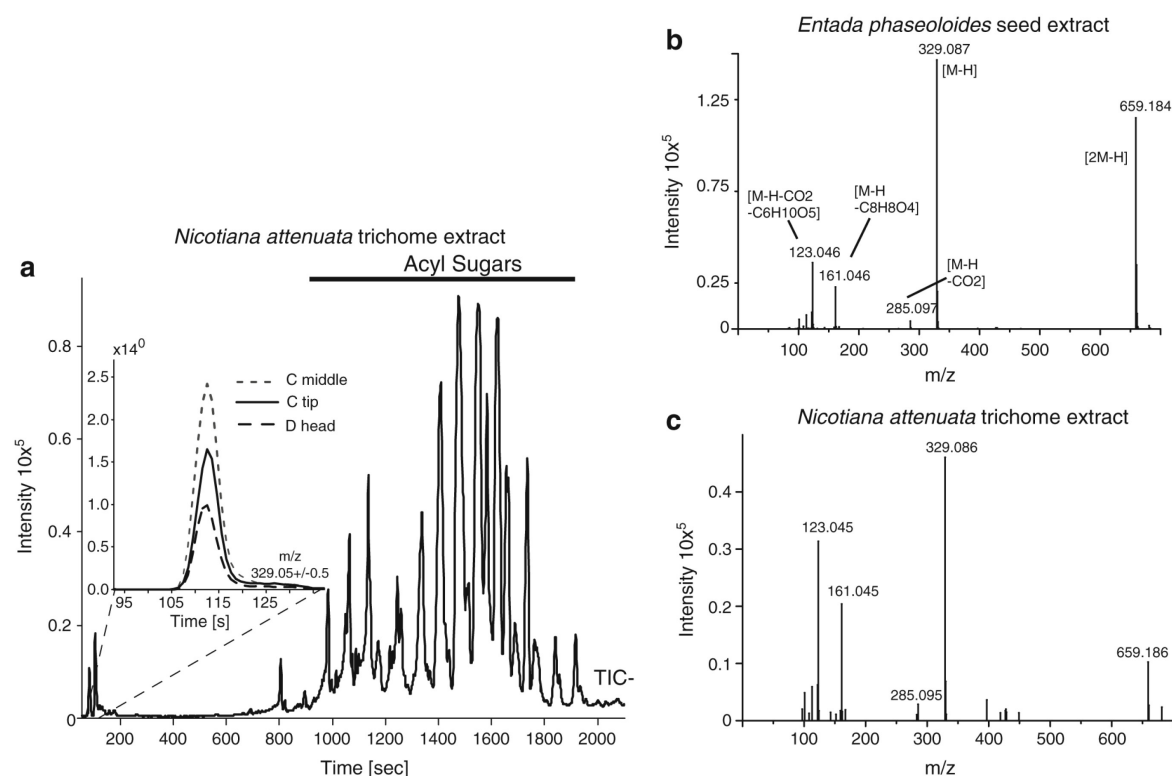 a
Nicotiana attenuata trichome extract
Acyl Sugars
x14⁰
2.5
2.0
1.5
1.0
0.5
0.0
C middle
C tip
D head
m/z
329.05+/-0.5
95 105 115 125
Time [s]
0.8
0.6
0.4
0.2
0
Intensity 10x⁵
TIC-
200 400 600 800 1000 1200 1400 1600 1800 2000
Time [sec]
b
Entada phaseoloides seed extract
329.087
[M-H]
659.184
[2M-H]
[M-H-CO2
-C6H10O5]
123.046
[M-H
-C8H8O4]
161.046
[M-H
-CO2]
285.097
1.25
0.75
0.25
0
Intensity 10x⁵
100 200 300 400 500 600
m/z
c
Nicotiana attenuata trichome extract
329.086
123.045
161.045
285.095
659.186
0.4
0.3
0.2
0.1
0
Intensity 10x⁵
100 200 300 400 500 600
m/z